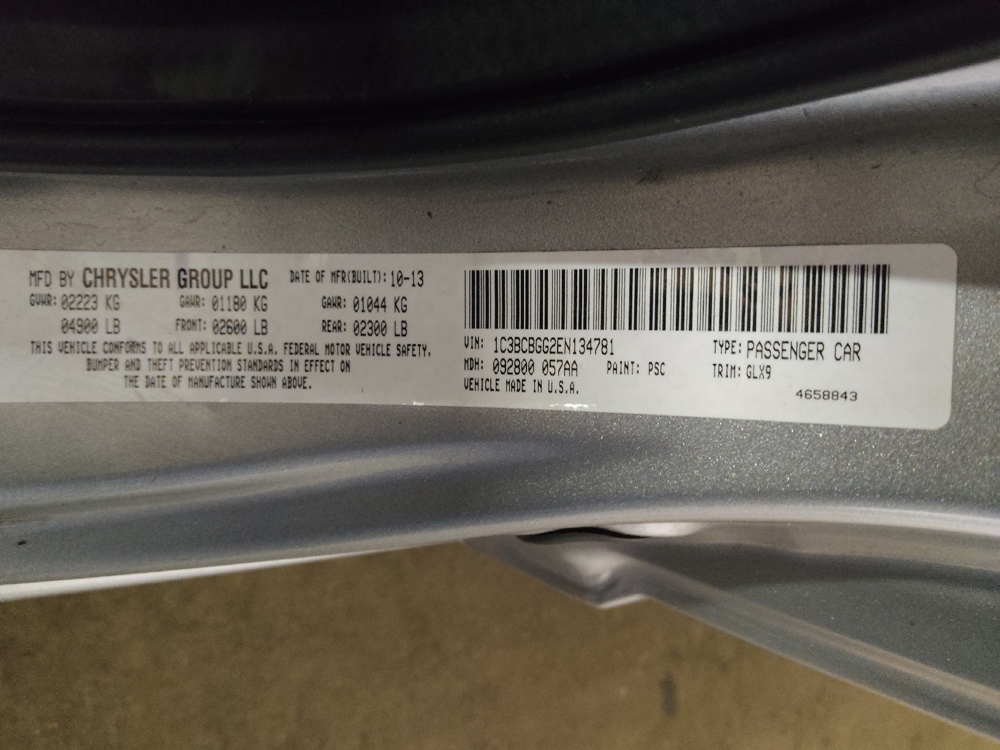 MFD BY CHRYSLER GROUP LLC DATE OF MFR(BUILT): 10-13
GVWR: 02223 KG GAWR: 01180 KG GAWR: 01044 KG
04900 LB FRONT: 02600 LB REAR: 02300 LB
THIS VEHICLE CONFORMS TO ALL APPLICABLE U.S.A. FEDERAL MOTOR VEHICLE SAFETY,
BUMPER AND THEFT PREVENTION STANDARDS IN EFFECT ON
THE DATE OF MANUFACTURE SHOWN ABOVE.
VIN: 1C3BCBGG2EN134781 TYPE: PASSENGER CAR
MDH: 092800 057AA PAINT: PSC TRIM: GLX9
VEHICLE MADE IN U.S.A.
4658843